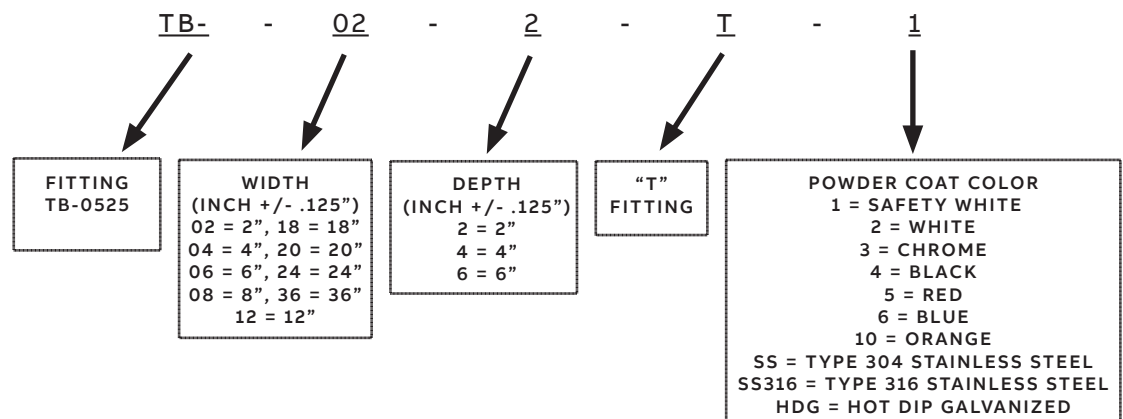 TB- - 02 - 2 - T - 1
FITTING
TB-0525
WIDTH
(INCH +/- .125”)
02 = 2”, 18 = 18”
04 = 4”, 20 = 20”
06 = 6”, 24 = 24”
08 = 8”, 36 = 36”
12 = 12”
DEPTH
(INCH +/- .125”)
2 = 2”
4 = 4”
6 = 6”
“T”
FITTING
POWDER COAT COLOR
1 = SAFETY WHITE
2 = WHITE
3 = CHROME
4 = BLACK
5 = RED
6 = BLUE
10 = ORANGE
SS = TYPE 304 STAINLESS STEEL
SS316 = TYPE 316 STAINLESS STEEL
HDG = HOT DIP GALVANIZED